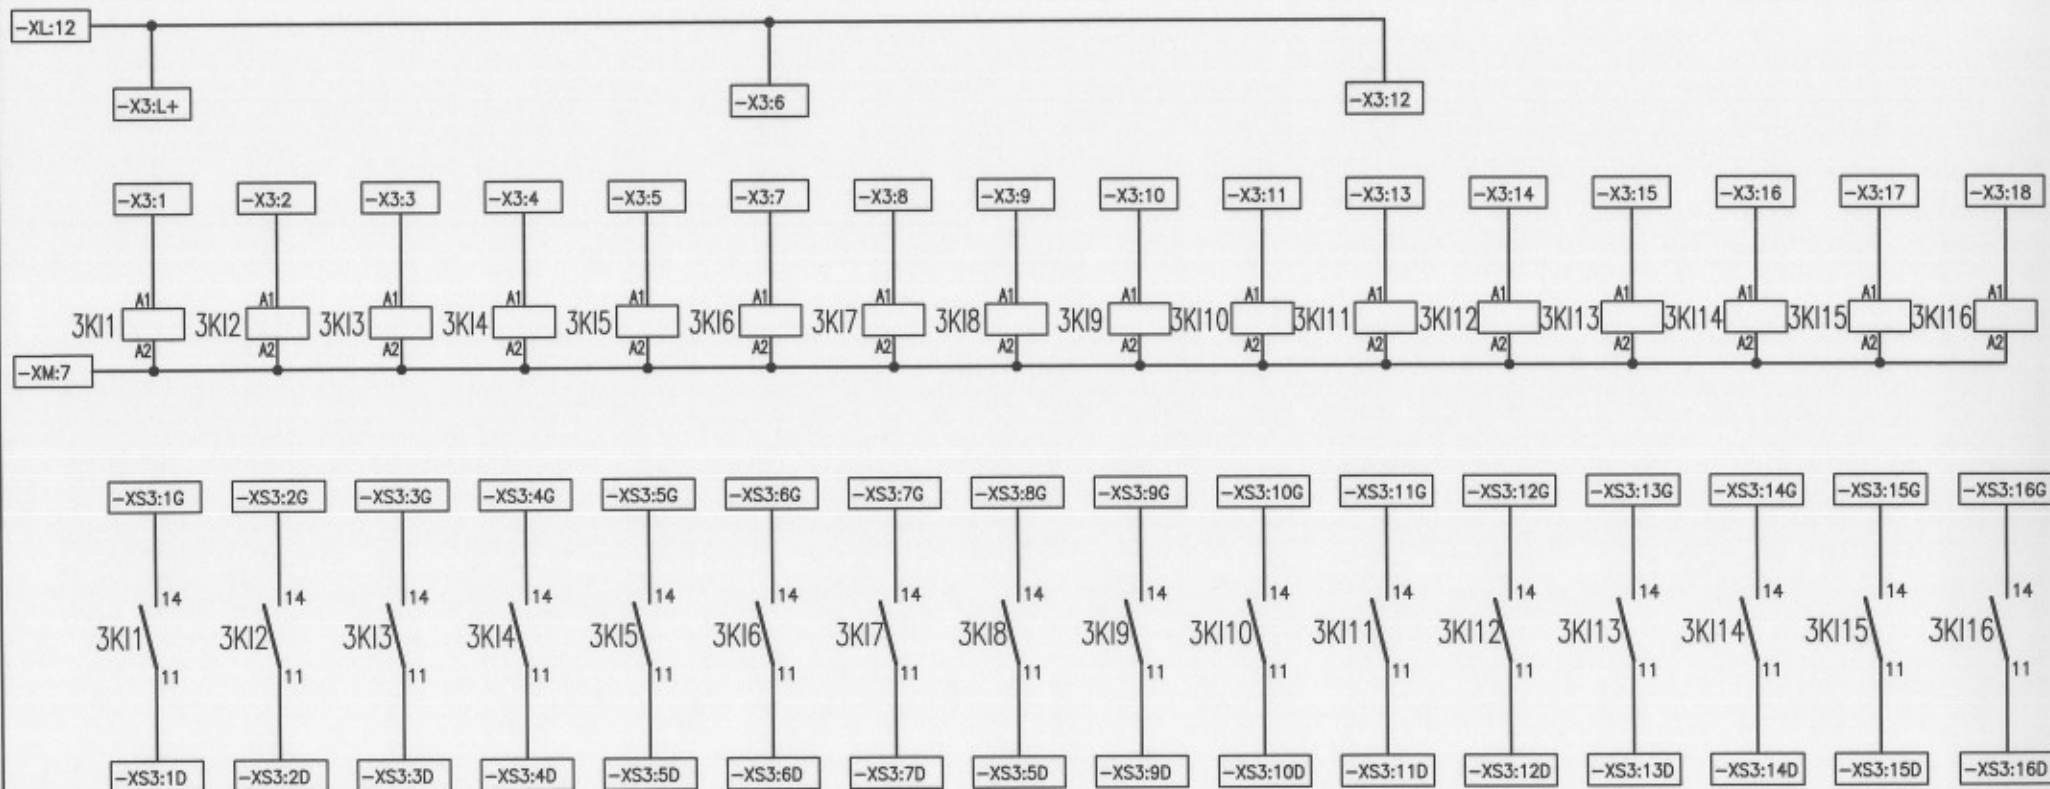 -XL:12
-X3:L+ -X3:6 -X3:12
-X3:1 -X3:2 -X3:3 -X3:4 -X3:5 -X3:7 -X3:8 -X3:9 -X3:10 -X3:11 -X3:13 -X3:14 -X3:15 -X3:16 -X3:17 -X3:18
A1 A1 A1 A1 A1 A1 A1 A1 A1 A1 A1 A1 A1 A1 A1 A1
3KI1 3KI2 3KI3 3KI4 3KI5 3KI6 3KI7 3KI8 3KI9 3KI10 3KI11 3KI12 3KI13 3KI14 3KI15 3KI16
A2 A2 A2 A2 A2 A2 A2 A2 A2 A2 A2 A2 A2 A2 A2 A2
-XM:7
-XS3:1G -XS3:2G -XS3:3G -XS3:4G -XS3:5G -XS3:6G -XS3:7G -XS3:8G -XS3:9G -XS3:10G -XS3:11G -XS3:12G -XS3:13G -XS3:14G -XS3:15G -XS3:16G
14 14 14 14 14 14 14 14 14 14 14 14 14 14 14 14
3KI1 3KI2 3KI3 3KI4 3KI5 3KI6 3KI7 3KI8 3KI9 3KI10 3KI11 3KI12 3KI13 3KI14 3KI15 3KI16
11 11 11 11 11 11 11 11 11 11 11 11 11 11 11 11
-XS3:1D -XS3:2D -XS3:3D -XS3:4D -XS3:5D -XS3:6D -XS3:7D -XS3:5D -XS3:9D -XS3:10D -XS3:11D -XS3:12D -XS3:13D -XS3:14D -XS3:15D -XS3:16D